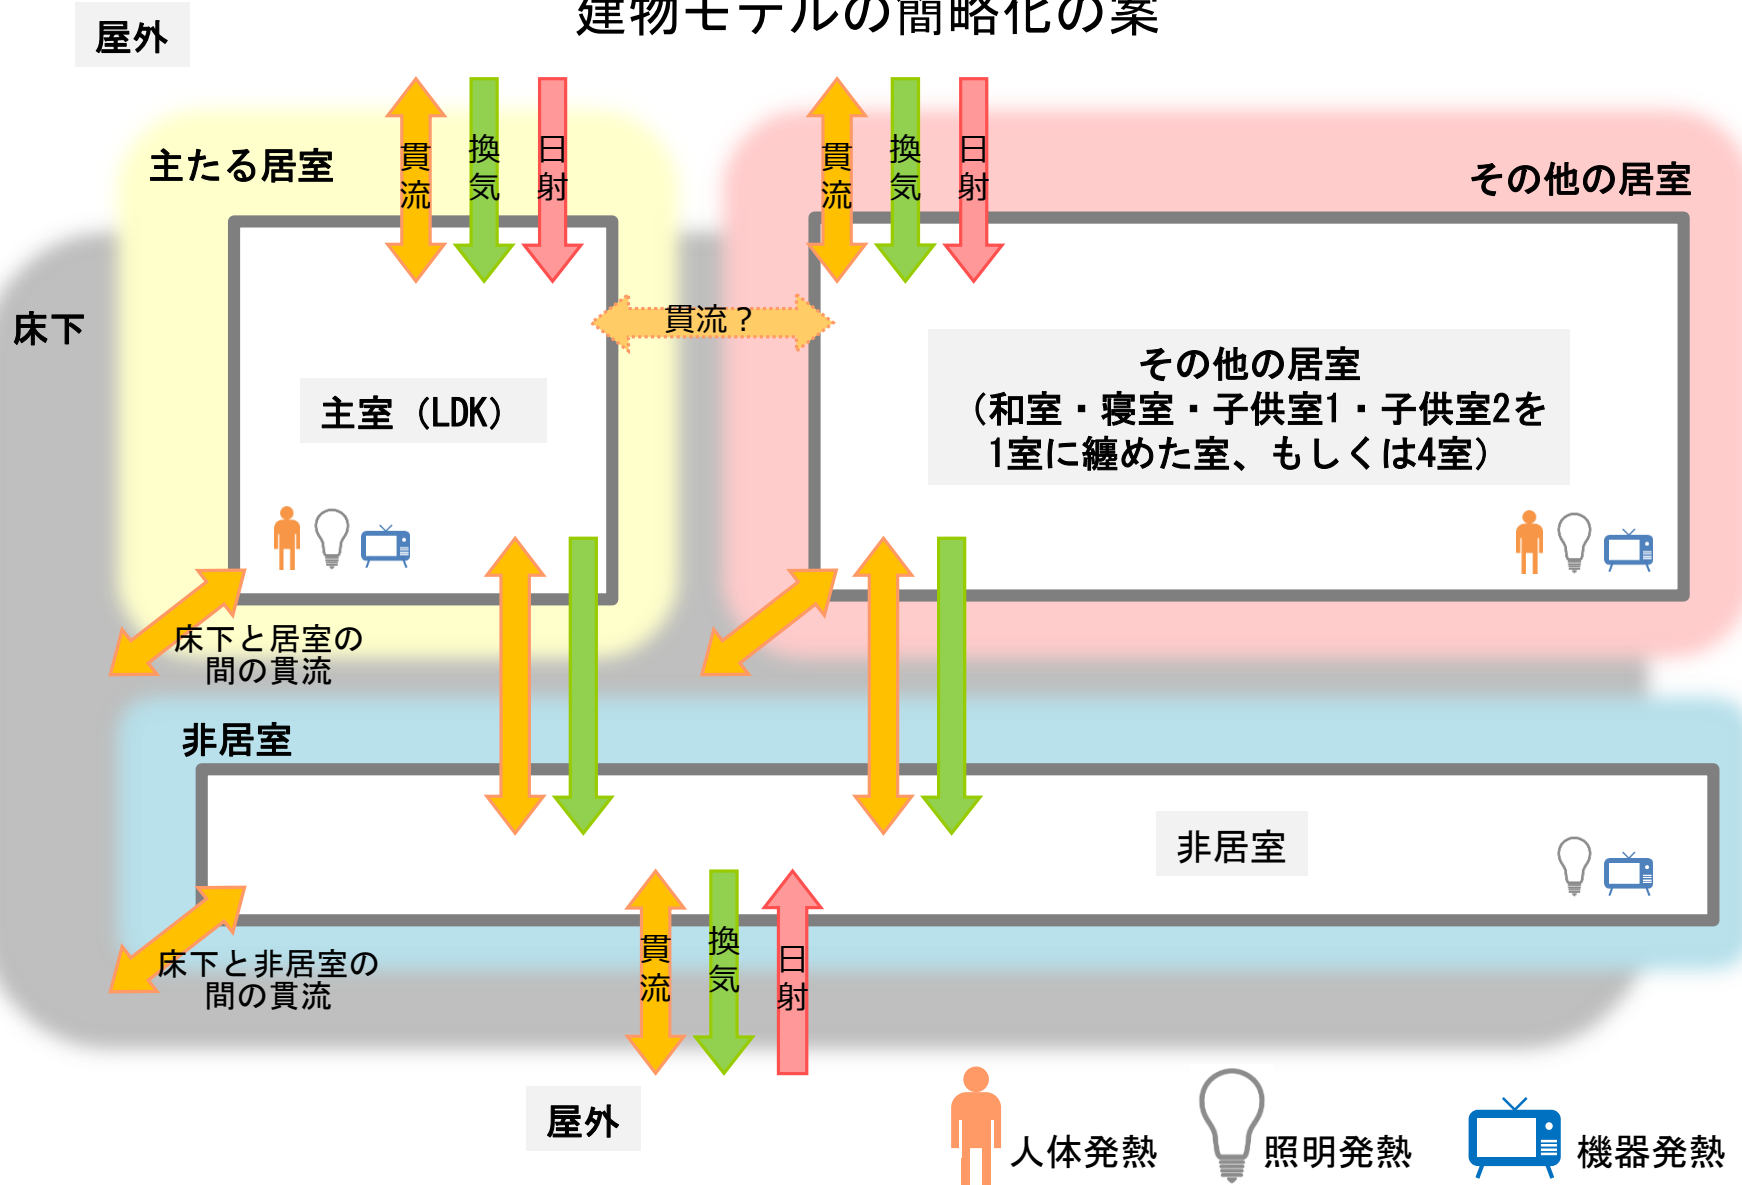 建物モデルの簡略化の案
屋外
主たる居室
貫流
換気
日射
貫流
換気
日射
その他の居室
床下
貫流？
主室（LDK）
その他の居室
（和室・寝室・子供室1・子供室2を
1室に纏めた室、もしくは4室）
床下と居室の
間の貫流
非居室
非居室
床下と非居室の
間の貫流
貫流
換気
日射
屋外
人体発熱
照明発熱
機器発熱